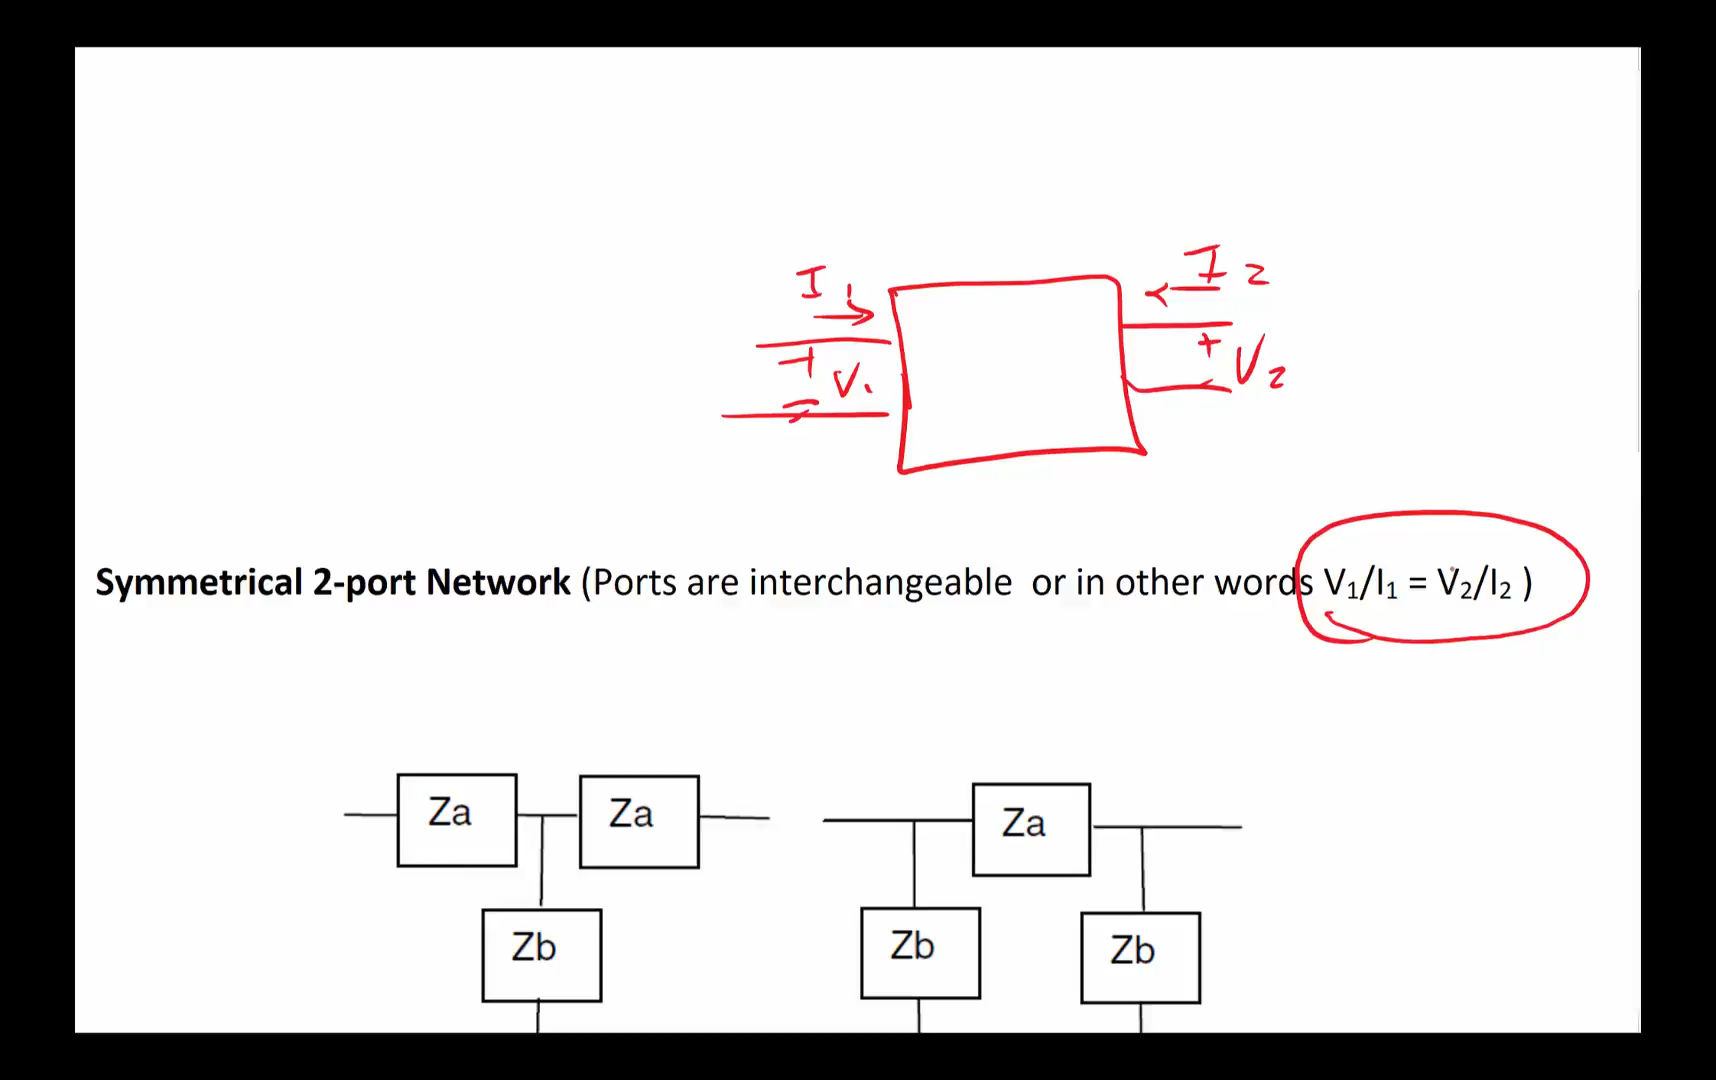 I1 I2
+ V1 - + V2 -
Symmetrical 2-port Network (Ports are interchangeable or in other words V₁/I₁ = V₂/I₂ )
Za Za Za
Zb Zb Zb